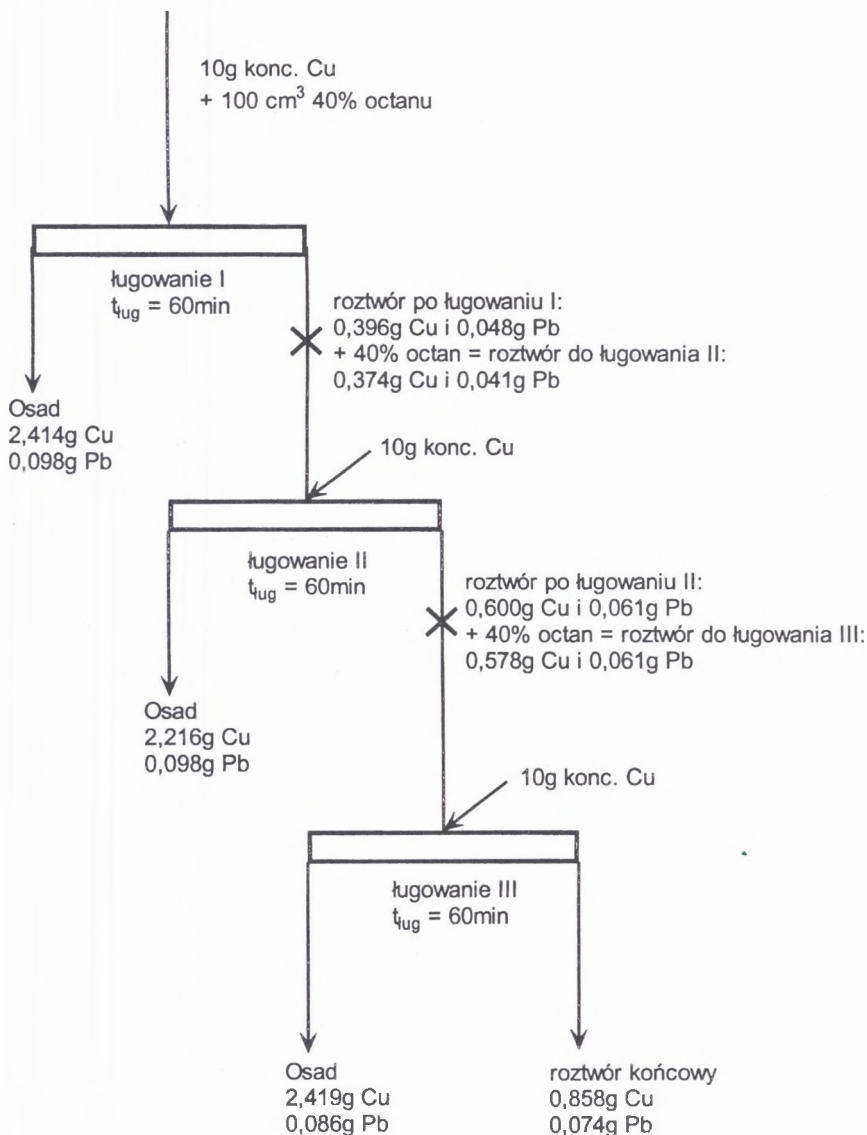 10g konc. Cu
+ 100 cm³ 40% octanu
ługowanie I
tług = 60min
roztwór po ługowaniu I:
0,396g Cu i 0,048g Pb
+ 40% octan = roztwór do ługowania II:
0,374g Cu i 0,041g Pb
Osad
2,414g Cu
0,098g Pb
10g konc. Cu
ługowanie II
tług = 60min
roztwór po ługowaniu II:
0,600g Cu i 0,061g Pb
+ 40% octan = roztwór do ługowania III:
0,578g Cu i 0,061g Pb
Osad
2,216g Cu
0,098g Pb
10g konc. Cu
ługowanie III
tług = 60min
Osad
2,419g Cu
0,086g Pb
roztwór końcowy
0,858g Cu
0,074g Pb